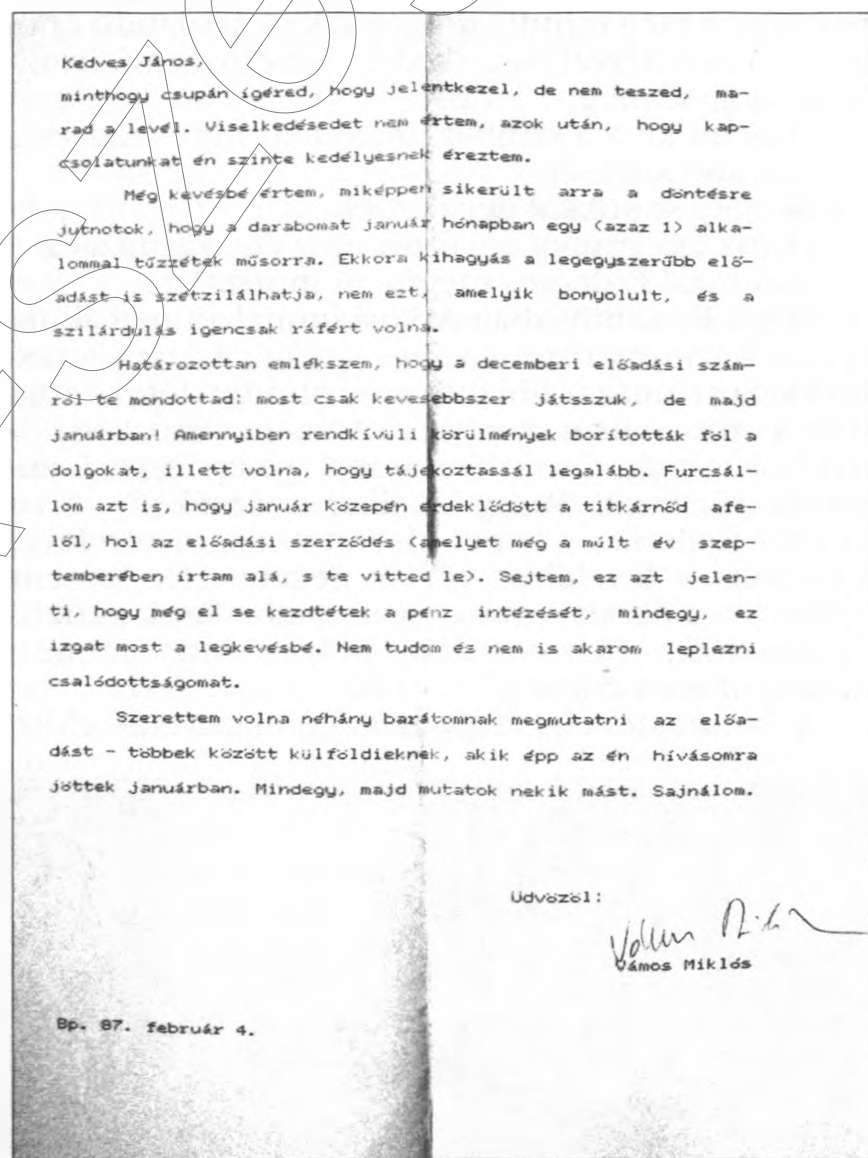 Kedves János,
minthogy csupán ígéred, hogy jelentkezel, de nem teszed, ma-
rad a levél. Viselkedésedet nem értem, azok után, hogy kap-
csolatunkat én szinte kedélyesnek éreztem.
Még kevésbé értem, miképpen sikerült arra a döntésre
jutnotok, hogy a darabomat január hónapban egy (azaz 1) alka-
lommal tűzzétek műsorra. Ekkora kihagyás a legegyszerűbb elő-
adást is szétzilálhatja, nem ezt, amelyik bonyolult, és a
szilárdulás igencsak ráfért volna.
Határozottan emlékszem, hogy a decemberi előadási szám-
ról te mondottad: most csak kevesebbszer játsszuk, de majd
januárban! Amennyiben rendkívüli körülmények borították föl a
dolgokat, illett volna, hogy tájékoztassál legalább. Furcsál-
lom azt is, hogy január közepén érdeklődött a titkárnőd afe-
lől, hol az előadási szerződés (amelyet még a múlt év szep-
temberében írtam alá, s te vitted le). Sejtem, ez azt jelen-
ti, hogy még el se kezdtétek a pénz intézését, mindegy, ez
izgat most a legkevésbé. Nem tudom és nem is akarom leplezni
csalódottságomat.
Szerettem volna néhány barátomnak megmutatni az előa-
dást - többek között külföldieknek, akik épp az én hívásomra
jöttek januárban. Mindegy, majd mutatok nekik mást. Sajnálom.
Üdvözöl:
Vámos Miklós
Bp. 87. február 4.